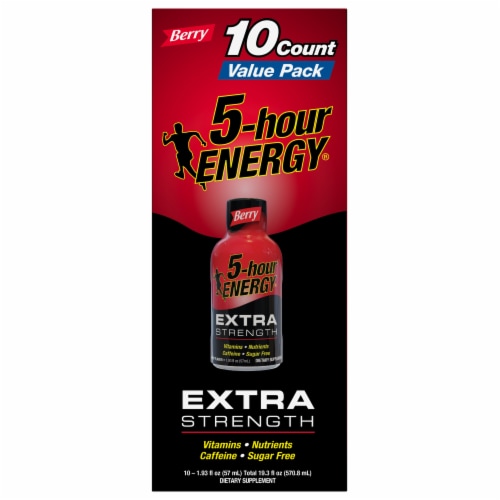 Berry
10 Count
Value Pack
5-hour
ENERGY®
Berry
5-hour
ENERGY
EXTRA
STRENGTH
Vitamins • Nutrients
Caffeine • Sugar Free
DIETARY SUPPLEMENT
EXTRA
STRENGTH
Vitamins • Nutrients
Caffeine • Sugar Free
10 – 1.93 fl oz (57 mL) Total 19.3 fl oz (570.8 mL)
DIETARY SUPPLEMENT